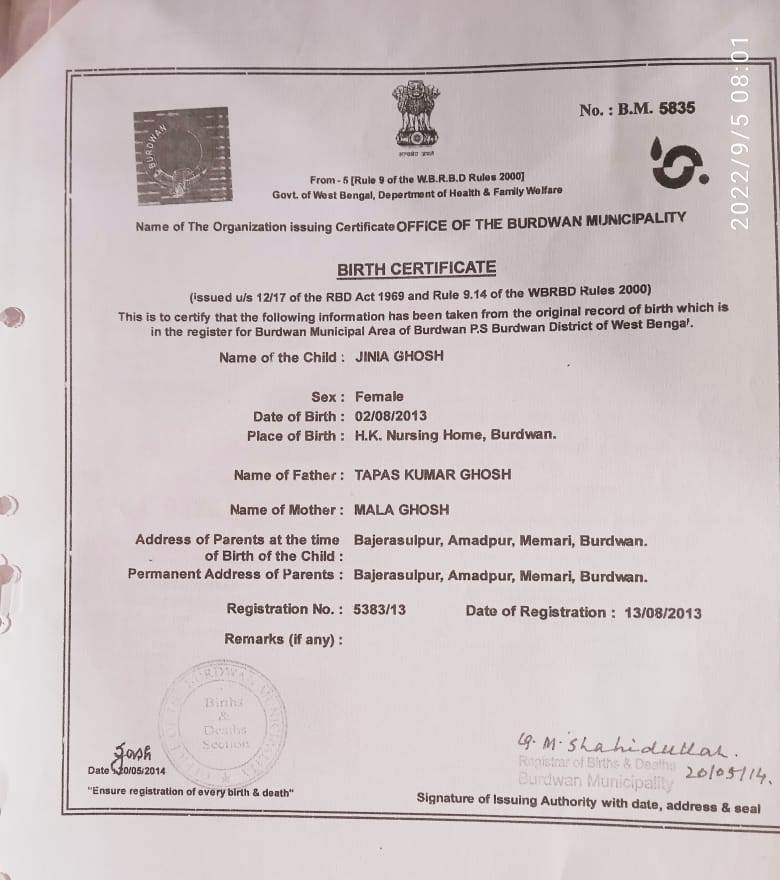 2022/9/5 08:01
BURDWAN
No. : B.M. 5835
From - 5 [Rule 9 of the W.B.R.B.D Rules 2000]
Govt. of West Bengal, Depertment of Health & Family Welfare
Name of The Organization issuing Certificate OFFICE OF THE BURDWAN MUNICIPALITY
BIRTH CERTIFICATE
(issued u/s 12/17 of the RBD Act 1969 and Rule 9.14 of the WBRBD Rules 2000)
This is to certify that the following information has been taken from the original record of birth which is
in the register for Burdwan Municipal Area of Burdwan P.S Burdwan District of West Bengal.
Name of the Child : JINIA GHOSH
Sex : Female
Date of Birth : 02/08/2013
Place of Birth : H.K. Nursing Home, Burdwan.
Name of Father : TAPAS KUMAR GHOSH
Name of Mother : MALA GHOSH
Address of Parents at the time Bajerasulpur, Amadpur, Memari, Burdwan.
of Birth of the Child :
Permanent Address of Parents : Bajerasulpur, Amadpur, Memari, Burdwan.
Registration No. : 5383/13 Date of Registration : 13/08/2013
Remarks (if any) :
Births
&
Deaths
Section
Date 20/05/2014
"Ensure registration of every birth & death"
M. Shahidullah.
Registrar of Births & Deaths
Burdwan Municipality
20/05/14.
Signature of Issuing Authority with date, address & seal